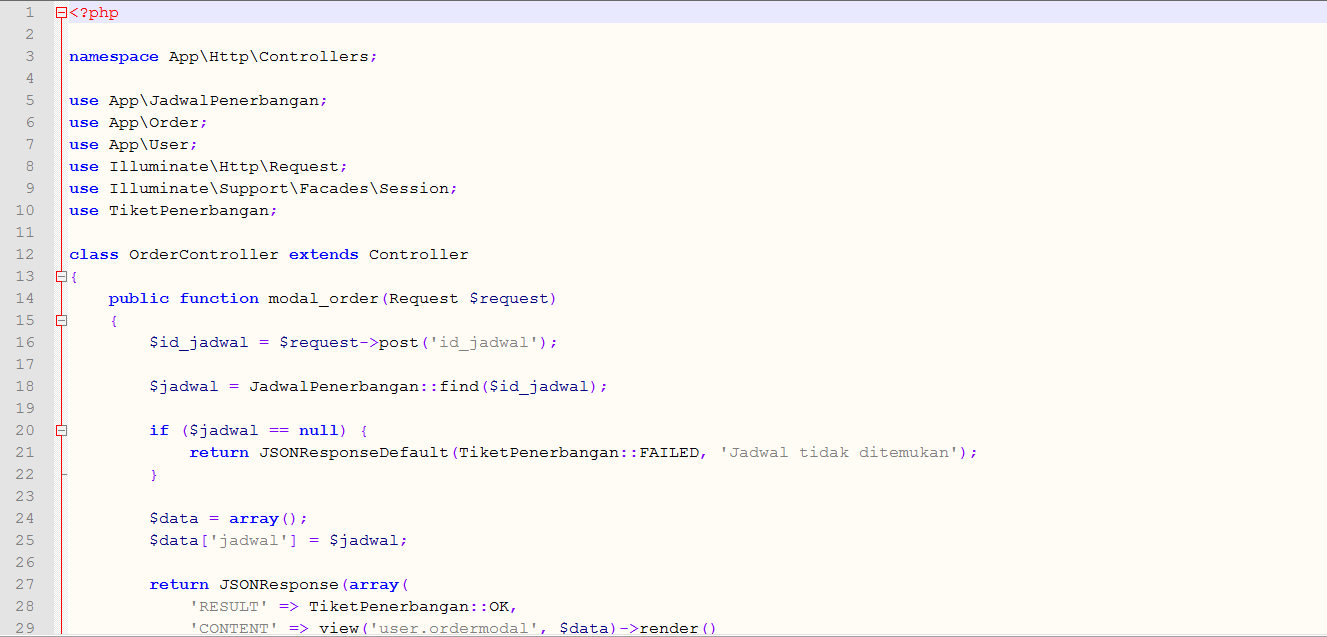 1 <?php
2
3 namespace App\Http\Controllers;
4
5 use App\JadwalPenerbangan;
6 use App\Order;
7 use App\User;
8 use Illuminate\Http\Request;
9 use Illuminate\Support\Facades\Session;
10 use TiketPenerbangan;
11
12 class OrderController extends Controller
13 {
14     public function modal_order(Request $request)
15     {
16         $id_jadwal = $request->post('id_jadwal');
17
18         $jadwal = JadwalPenerbangan::find($id_jadwal);
19
20         if ($jadwal == null) {
21             return JSONResponseDefault(TiketPenerbangan::FAILED, 'Jadwal tidak ditemukan');
22         }
23
24         $data = array();
25         $data['jadwal'] = $jadwal;
26
27         return JSONResponse(array(
28             'RESULT' => TiketPenerbangan::OK,
29             'CONTENT' => view('user.ordermodal', $data)->render()